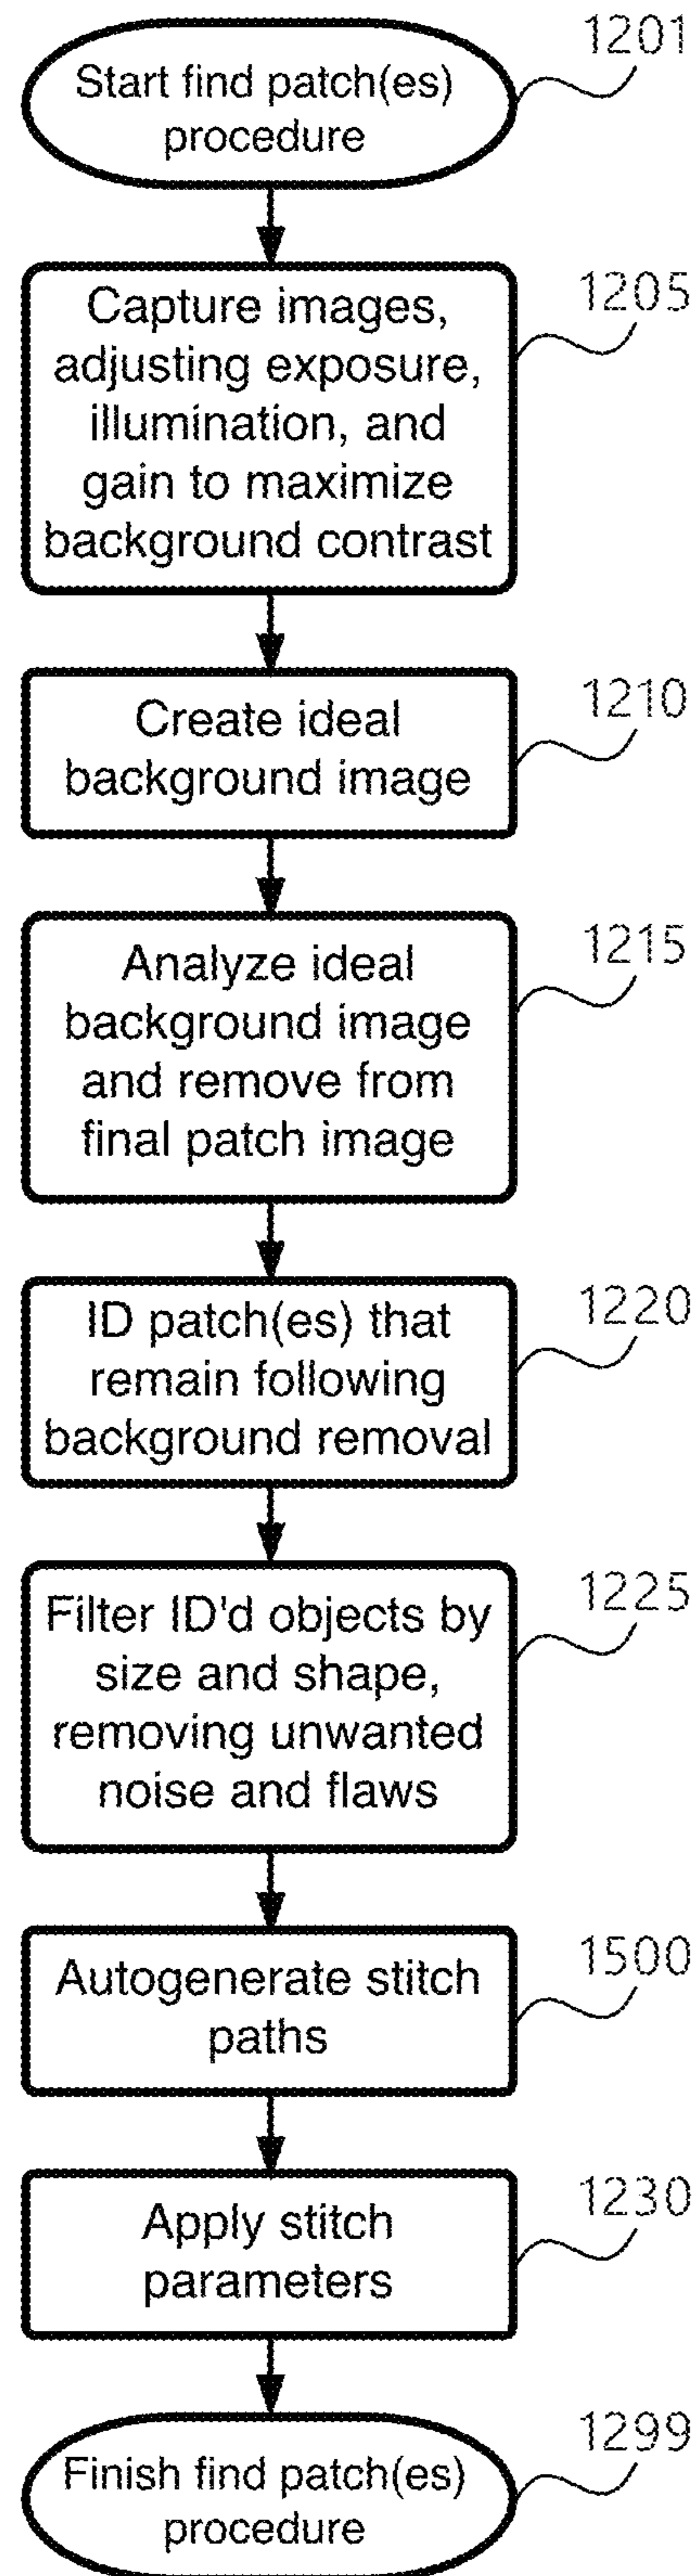 1201
Start find patch(es)
procedure
1205
Capture images,
adjusting exposure,
illumination, and
gain to maximize
background contrast
1210
Create ideal
background image
1215
Analyze ideal
background image
and remove from
final patch image
1220
ID patch(es) that
remain following
background removal
1225
Filter ID'd objects by
size and shape,
removing unwanted
noise and flaws
1500
Autogenerate stitch
paths
1230
Apply stitch
parameters
1299
Finish find patch(es)
procedure